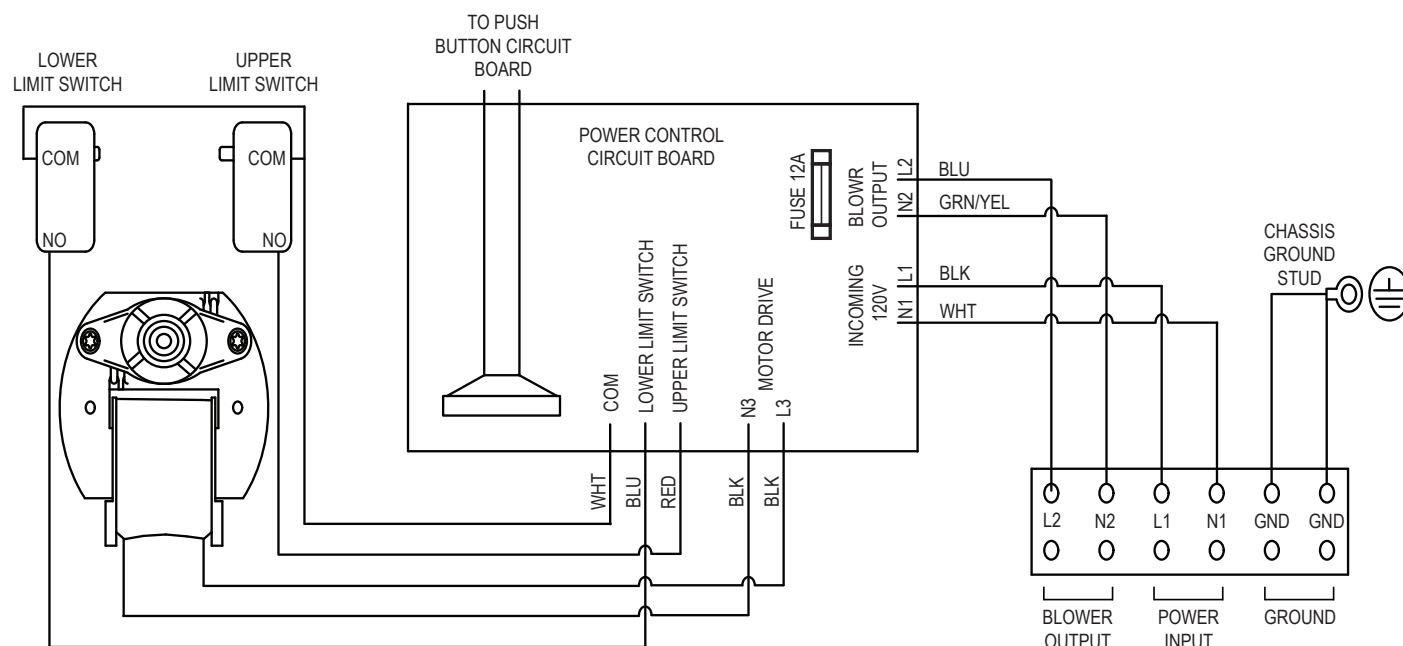 TO PUSH
BUTTON CIRCUIT
BOARD
LOWER
LIMIT SWITCH
UPPER
LIMIT SWITCH
COM
NO
COM
NO
POWER CONTROL
CIRCUIT BOARD
FUSE 12A
BLOWR
OUTPUT
L2
N2
BLU
GRN/YEL
INCOMING
120V
L1
N1
BLK
WHT
CHASSIS
GROUND
STUD
COM
LOWER LIMIT SWITCH
UPPER LIMIT SWITCH
N3
MOTOR DRIVE
L3
WHT
BLU
RED
BLK
BLK
L2 N2 L1 N1 GND GND
BLOWER
OUTPUT
POWER
INPUT
GROUND